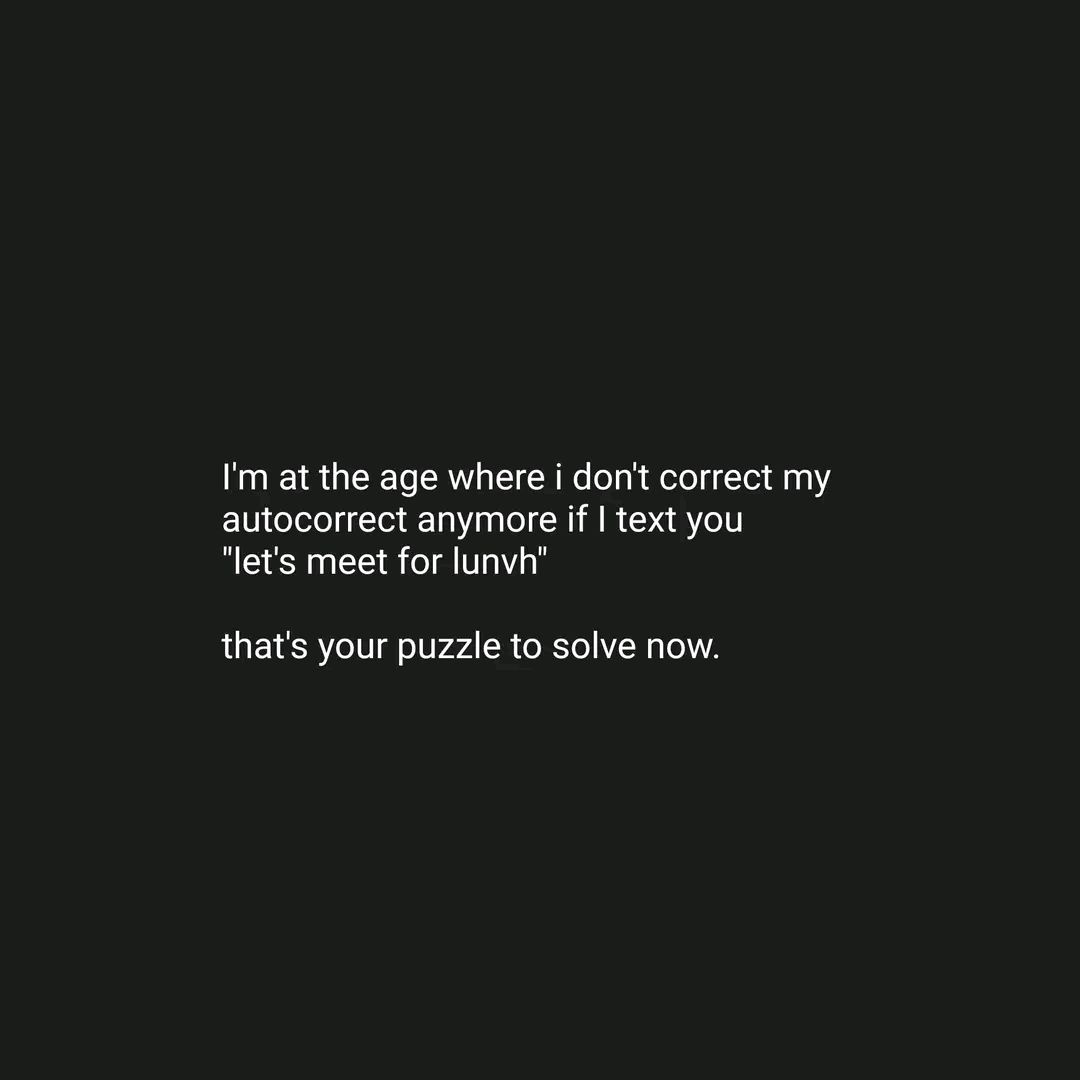 I'm at the age where i don't correct my
autocorrect anymore if I text you
"let's meet for lunvh"
that's your puzzle to solve now.